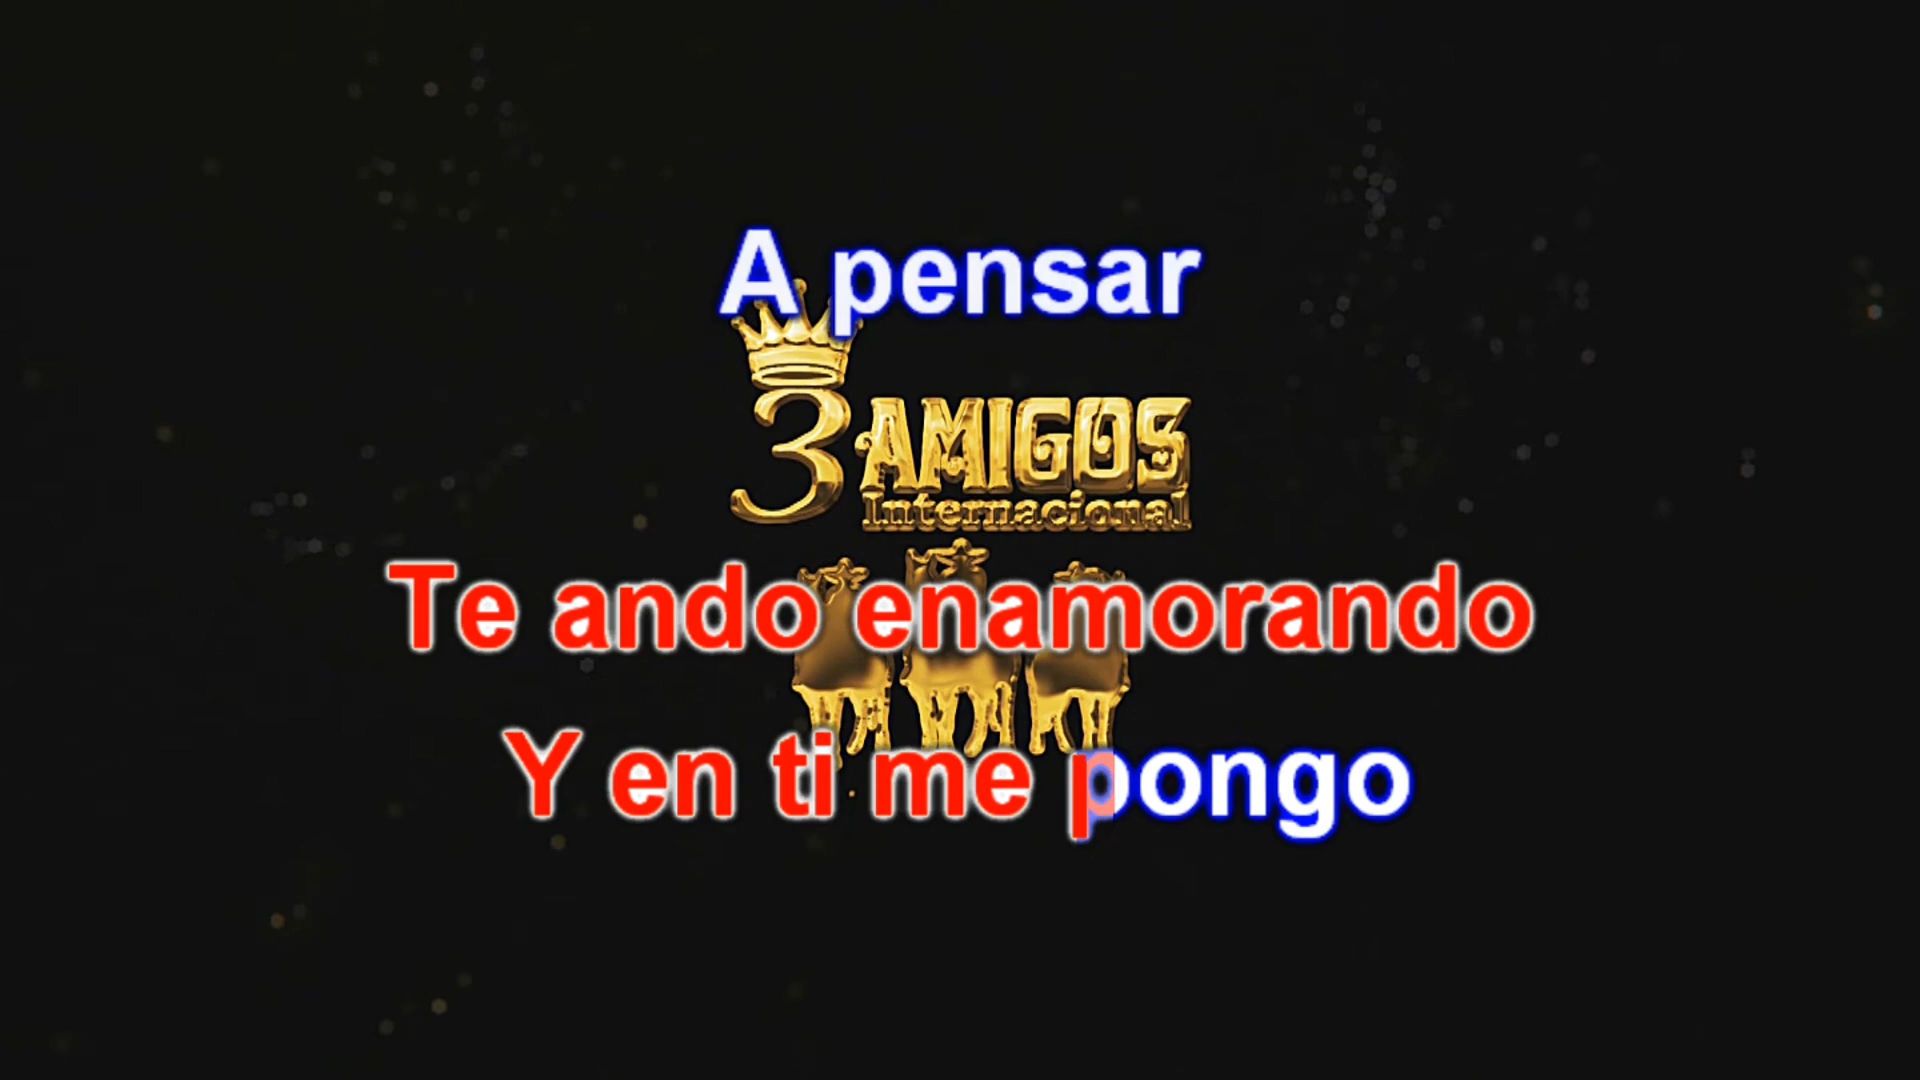 A pensar
3 AMIGOS
Internacional
Te ando enamorando
Y en ti me pongo